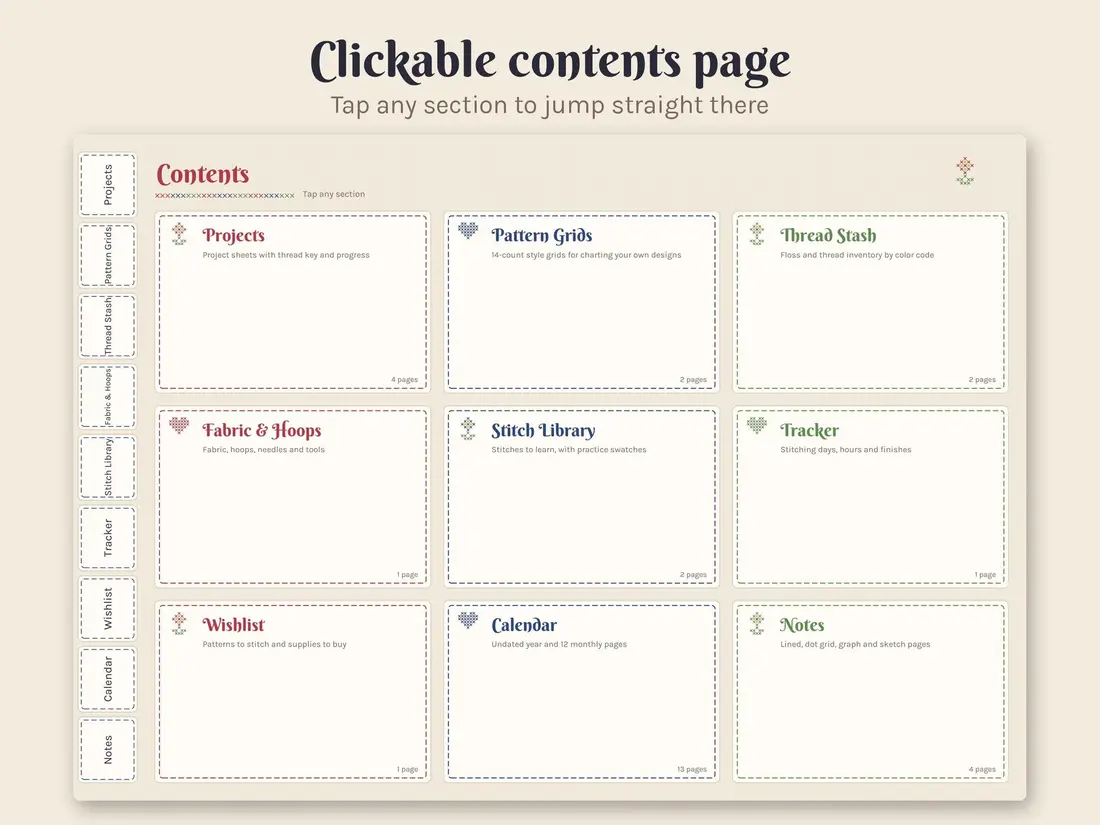 Clickable contents page
Tap any section to jump straight there
Projects
Pattern Grids
Thread Stash
Fabric & Hoops
Stitch Library
Tracker
Wishlist
Calendar
Notes
Contents
Tap any section
Projects
Project sheets with thread key and progress
4 pages
Pattern Grids
14-count style grids for charting your own designs
2 pages
Thread Stash
Floss and thread inventory by color code
2 pages
Fabric & Hoops
Fabric, hoops, needles and tools
1 page
Stitch Library
Stitches to learn, with practice swatches
2 pages
Tracker
Stitching days, hours and finishes
1 page
Wishlist
Patterns to stitch and supplies to buy
1 page
Calendar
Undated year and 12 monthly pages
13 pages
Notes
Lined, dot grid, graph and sketch pages
4 pages